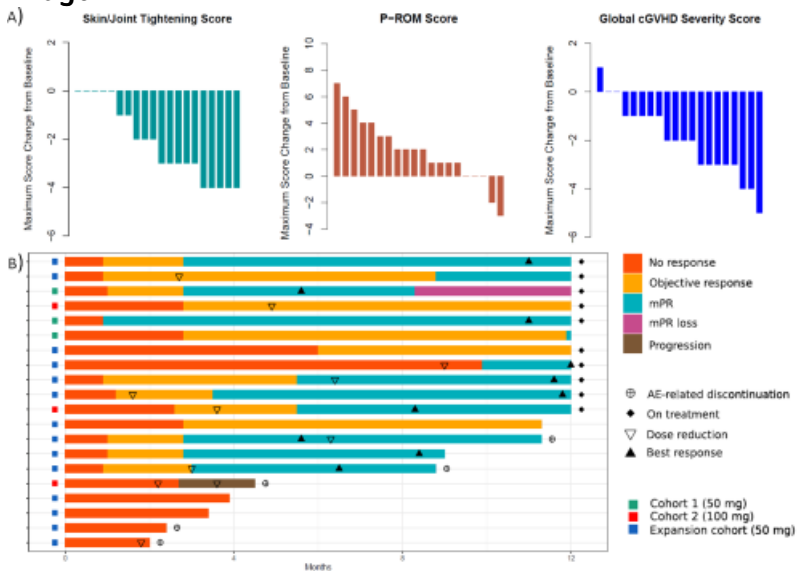 A)
Skin/Joint Tightening Score
P-ROM Score
Global cGVHD Severity Score
Maximum Score Change from Baseline
2
0
-2
-4
-6
Maximum Score Change from Baseline
10
8
6
4
2
0
-2
-4
Maximum Score Change from Baseline
2
0
-2
-4
-6
B)
No response
Objective response
mPR
mPR loss
Progression
AE-related discontinuation
On treatment
Dose reduction
Best response
Cohort 1 (50 mg)
Cohort 2 (100 mg)
Expansion cohort (50 mg)
0
4
8
12
Months